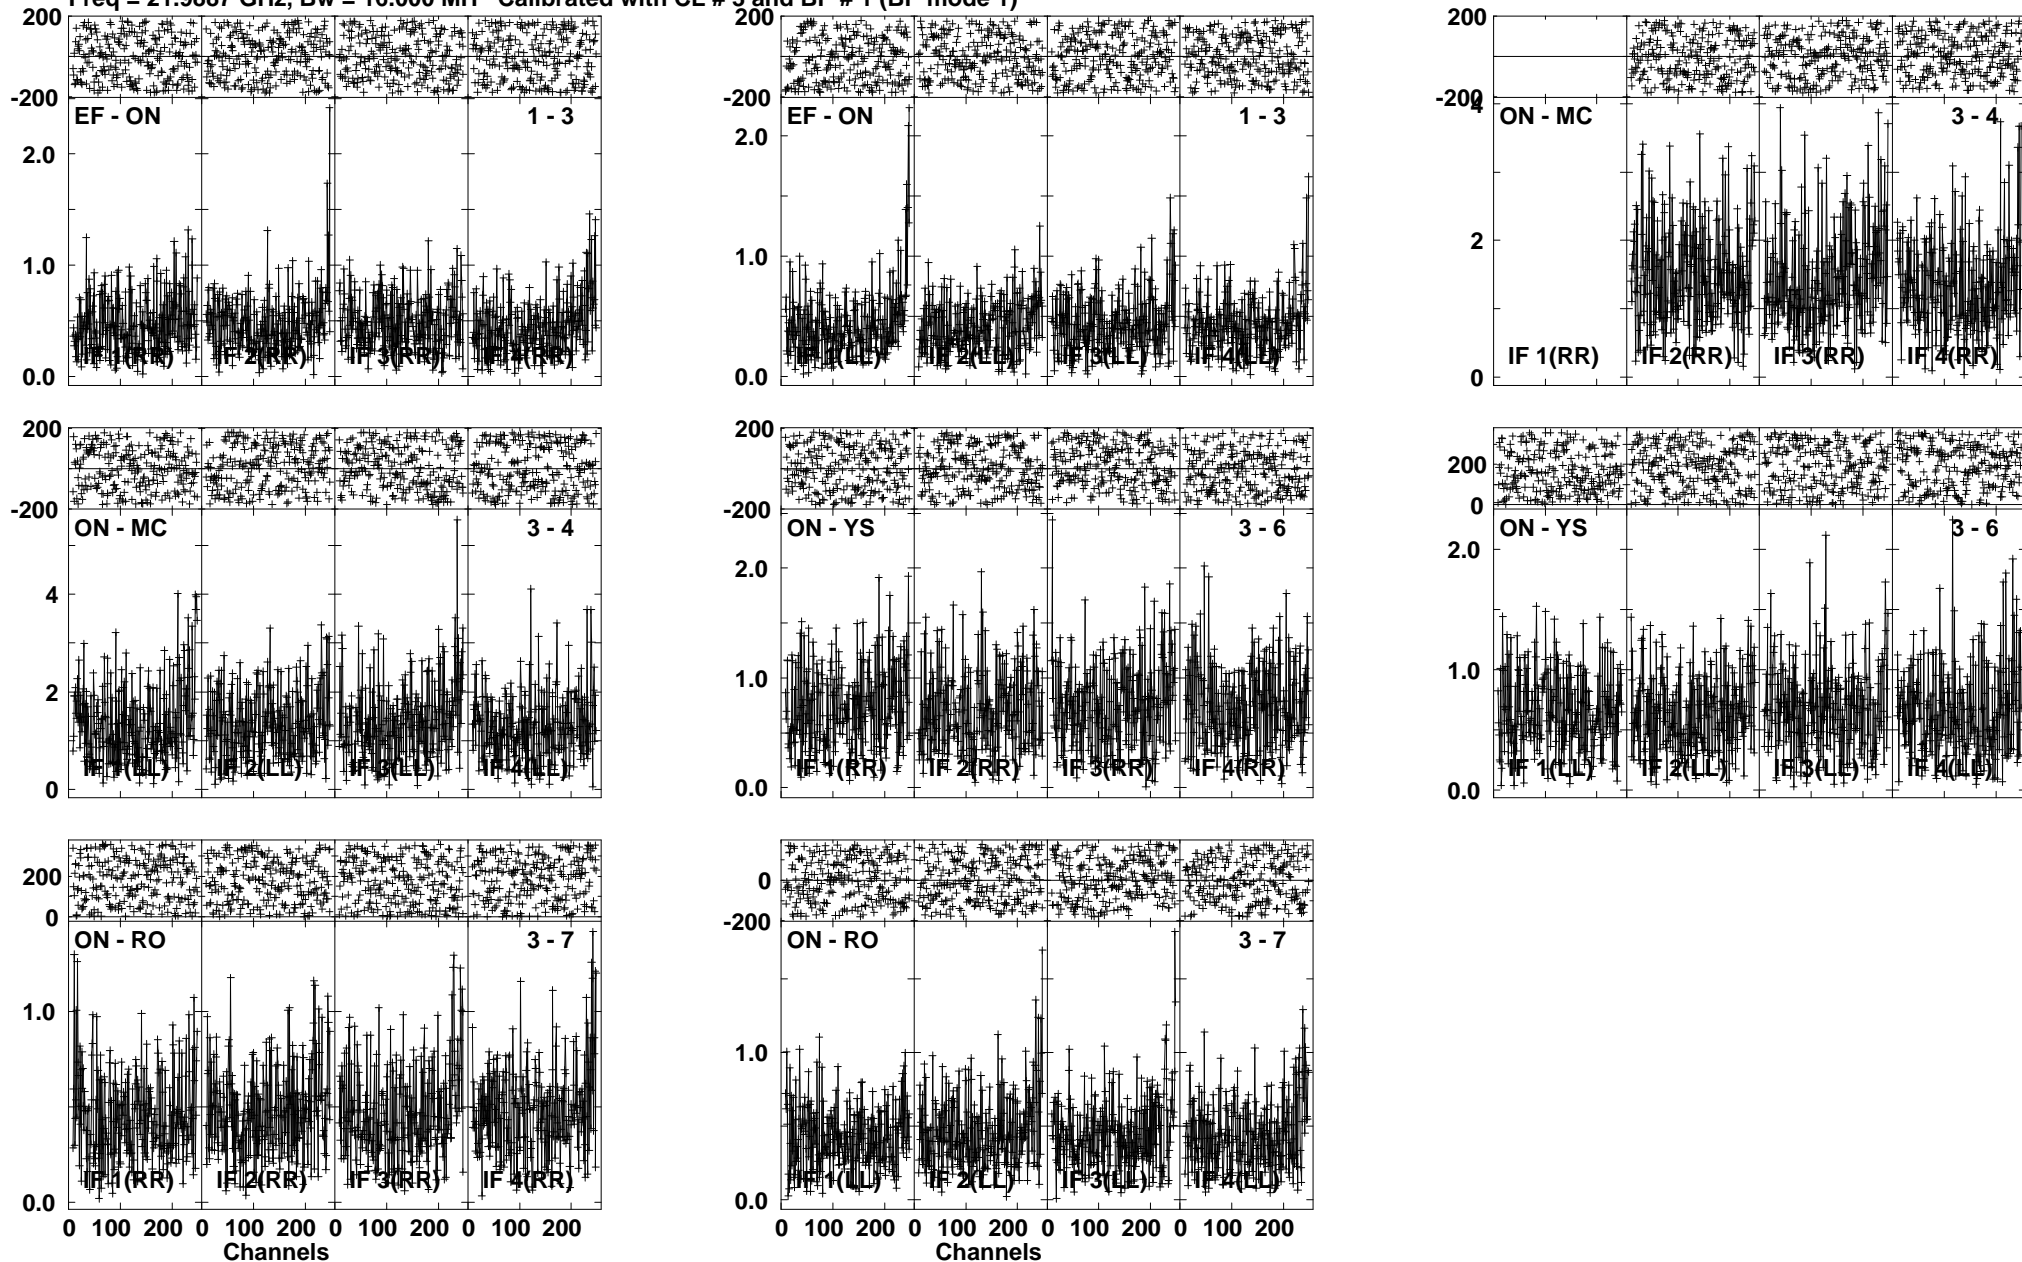 Freq = 21.9887 GHz, Bw = 16.000 MH Calibrated with CL # 3 and BP # 1 (BP mode 1)
200
-200
EF - ON 1 - 3
2.0
1.0
0.0
IF 1(RR) IF 2(RR) IF 3(RR) IF 4(RR)
EF - ON 1 - 3
2.0
1.0
0.0
IF 1(LL) IF 2(LL) IF 3(LL) IF 4(LL)
200
-200
ON - MC 3 - 4
4
2
0
IF 1(RR) IF 2(RR) IF 3(RR) IF 4(RR)
200
-200
ON - MC 3 - 4
4
2
0
IF 1(LL) IF 2(LL) IF 3(LL) IF 4(LL)
200
-200
ON - YS 3 - 6
2.0
1.0
0.0
IF 1(RR) IF 2(RR) IF 3(RR) IF 4(RR)
200
0
ON - YS 3 - 6
2.0
1.0
0.0
IF 1(LL) IF 2(LL) IF 3(LL) IF 4(LL)
200
0
ON - RO 3 - 7
1.0
0.0
IF 1(RR) IF 2(RR) IF 3(RR) IF 4(RR)
0 100 200 0 100 200 0 100 200 0 100 200
Channels
0
-200
ON - RO 3 - 7
1.0
0.0
IF 1(LL) IF 2(LL) IF 3(LL) IF 4(LL)
0 100 200 0 100 200 0 100 200 0 100 200
Channels